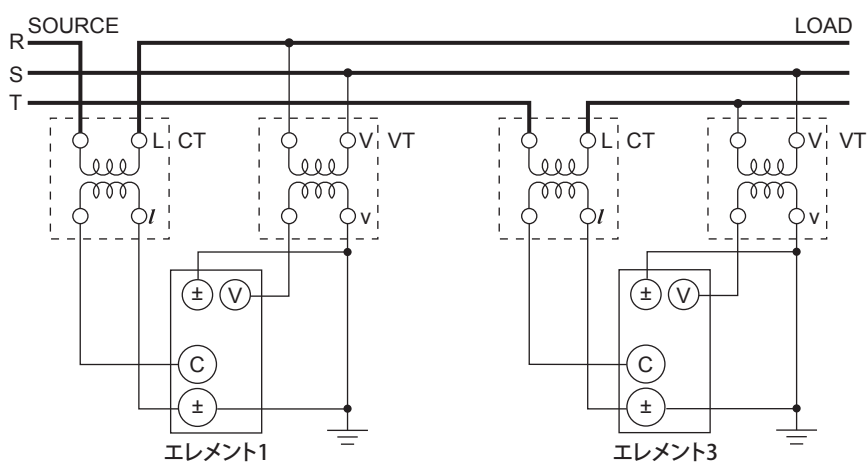 SOURCE LOAD
R
S
T
L CT V VT L CT V VT
l v l v
± V ± V
C C
± ±
エレメント1 エレメント3